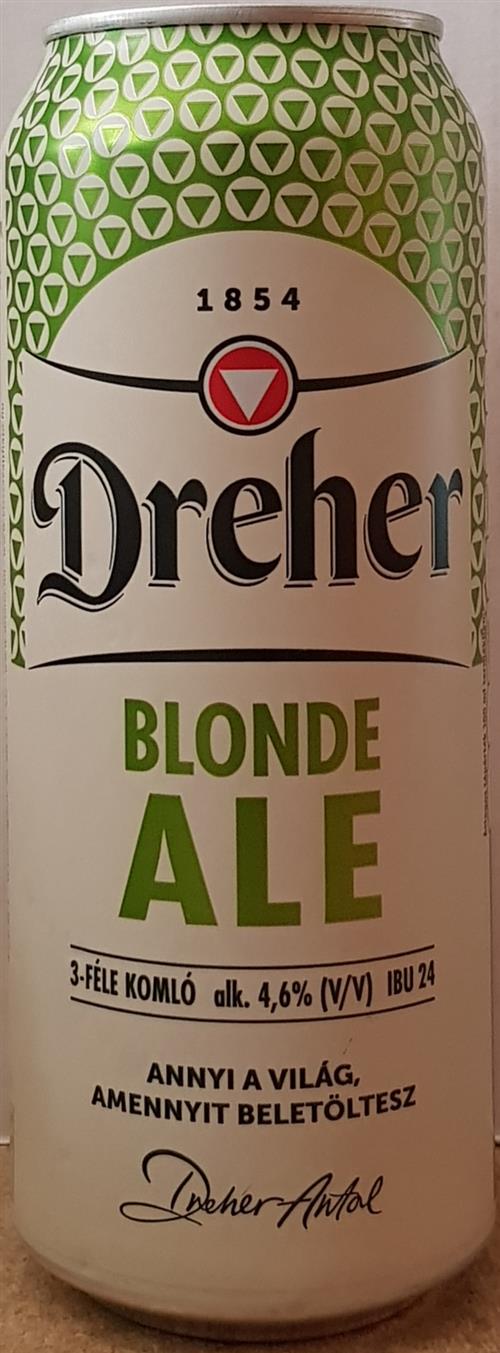 1854
Dreher
BLONDE
ALE
3-FÉLE KOMLÓ alk. 4,6% (V/V) IBU 24
ANNYI A VILÁG,
AMENNYIT BELETÖLTESZ
Dreher Antal